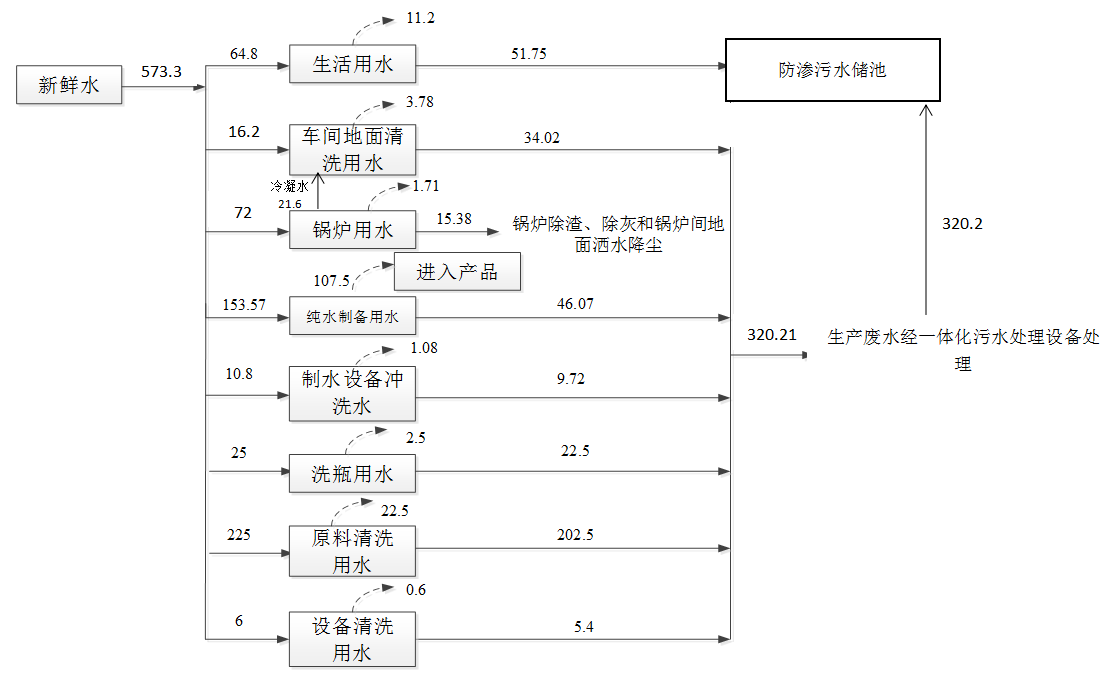 11.2
64.8
生活用水
51.75
防渗污水储池
新鲜水
573.3
3.78
16.2
车间地面清
洗用水
34.02
冷凝水
21.6
1.71
72
锅炉用水
15.38
锅炉除渣、除灰和锅炉间地
面洒水降尘
320.2
107.5
进入产品
153.57
纯水制备用水
46.07
320.21
生产废水经一体化污水处理设备处
理
1.08
10.8
制水设备冲
洗水
9.72
2.5
25
洗瓶用水
22.5
22.5
225
原料清洗
用水
202.5
0.6
6
设备清洗
用水
5.4